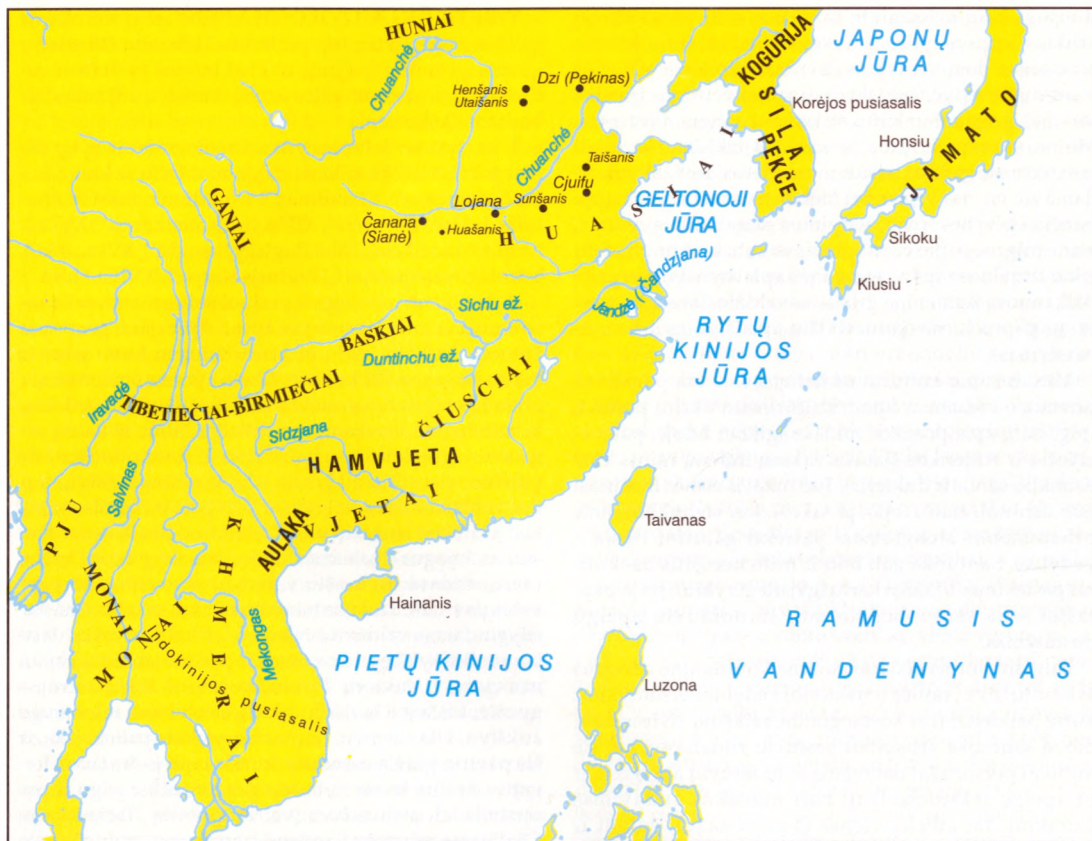 HUNIAI
JAPONŲ
JŪRA
KOGŪRIJA
Chuanchė
Dzi (Pekinas)
Henšanis
Utaišanis
SILA
Korėjos pusiasalis
PEKČE
Honsiu
JAMATO
Chuanchė
Taišanis
Cjuifu
GANIAI
Lojana
Sunšanis
GELTONOJI
JŪRA
Čanana
(Sianė)
Huašanis
HUASIAI
Sikoku
Kiusiu
Jandzė (Čandzjana)
Sichu ež.
BASKIAI
Duntinchu ež.
RYTŲ
KINIJOS
JŪRA
Iravadė
TIBETIEČIAI-BIRMIEČIAI
ČIUSCIAI
Sidzjana
HAMVJETA
Salvinas
VJETAI
AULAKA
PJU
Taivanas
KHMERAI
MONAI
MONAI
Hainanis
Indokinijos pusiasalis
Mekongas
RAMUSIS
VANDENYNAS
PIETŲ KINIJOS
JŪRA
Luzona